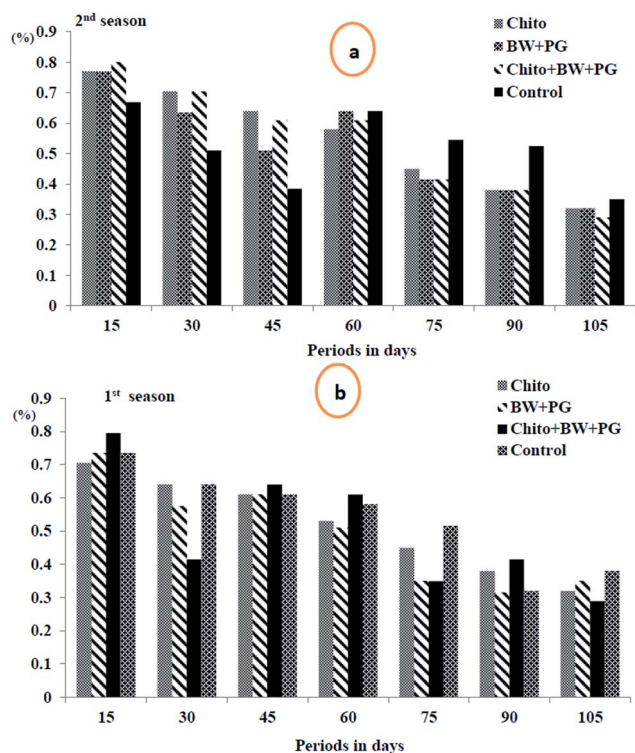 2nd season
(%)
a
Chito
BW+PG
Chito+BW+PG
Control
0.9
0.8
0.7
0.6
0.5
0.4
0.3
0.2
0.1
0
15 30 45 60 75 90 105
Periods in days
1st season
(%)
b
Chito
BW+PG
Chito+BW+PG
Control
0.9
0.8
0.7
0.6
0.5
0.4
0.3
0.2
0.1
0
15 30 45 60 75 90 105
Periods in days